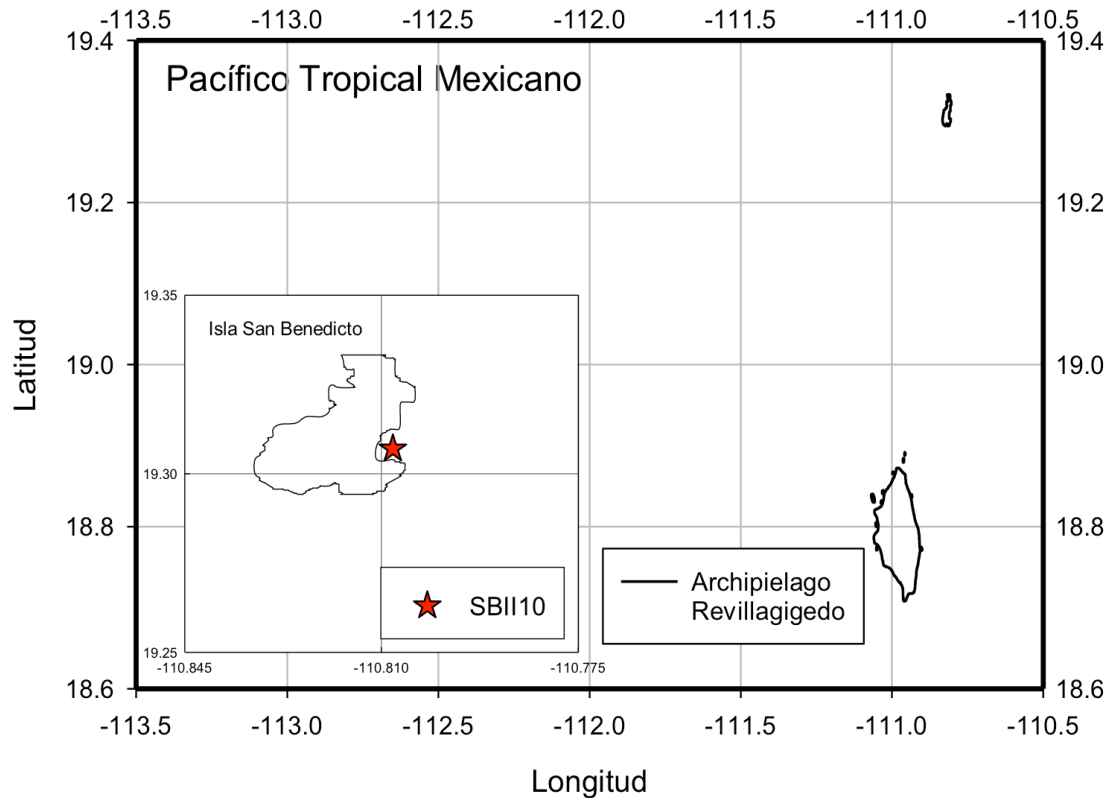 -113.5 -113.0 -112.5 -112.0 -111.5 -111.0 -110.5
19.4 19.4
Pacífico Tropical Mexicano
19.2 19.2
19.35
Isla San Benedicto
19.0 19.0
Latitud
19.30
18.8 18.8
Archipielago
Revillagigedo
SBII10
19.25
-110.845 -110.810 -110.775
18.6 18.6
-113.5 -113.0 -112.5 -112.0 -111.5 -111.0 -110.5
Longitud